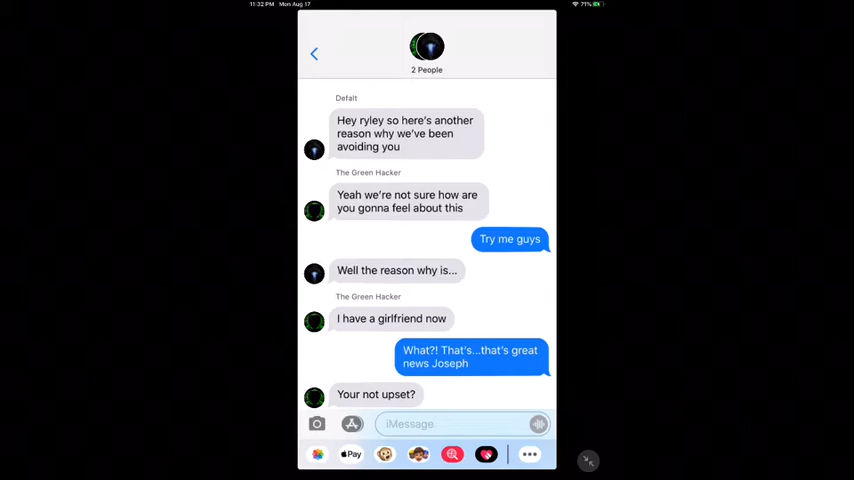 11:32 PM Mon Aug 17
71%
2 People
Defalt
Hey ryley so here's another
reason why we've been
avoiding you
The Green Hacker
Yeah we're not sure how are
you gonna feel about this
Try me guys
Well the reason why is...
The Green Hacker
I have a girlfriend now
What?! That's...that's great
news Joseph
Your not upset?
iMessage
Pay